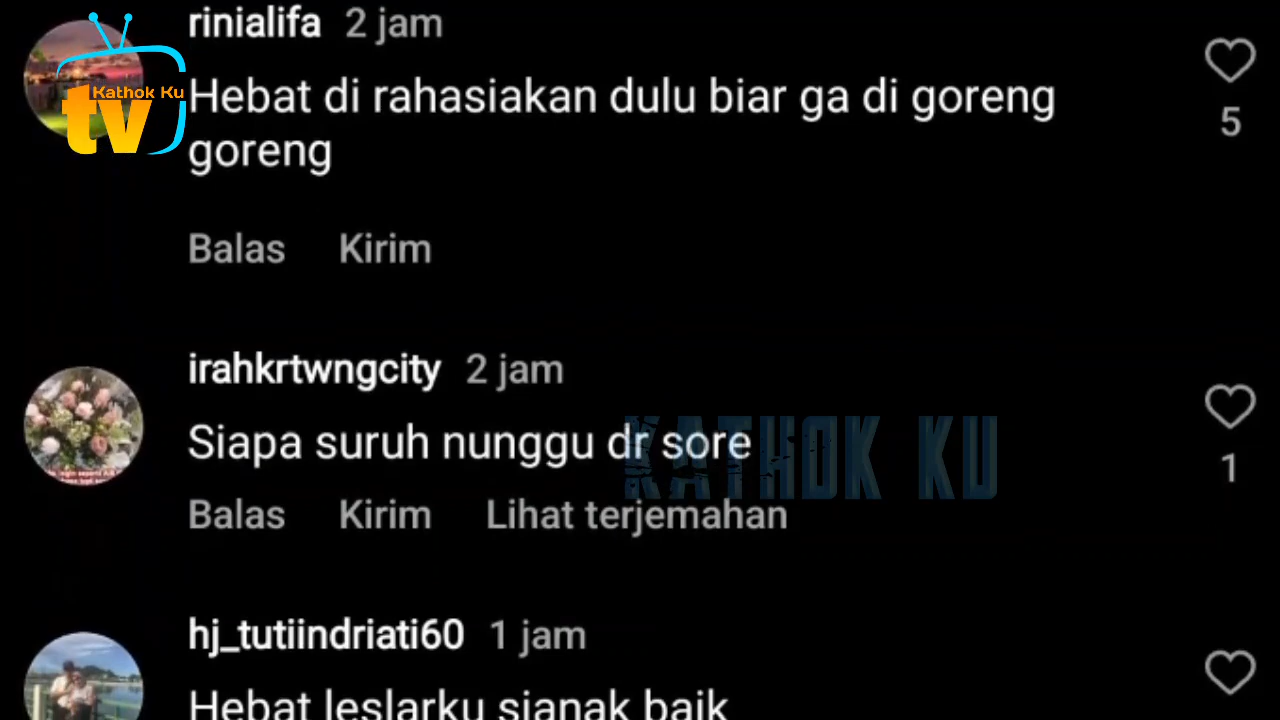 rinialifa 2 jam
Kathok Ku
tv
Hebat di rahasiakan dulu biar ga di goreng
goreng
5
Balas Kirim
irahkrtwngcity 2 jam
Siapa suruh nunggu dr sore
KATHOK KU
1
Balas Kirim Lihat terjemahan
hj_tutiindriati60 1 jam
Hebat leslarku sianak baik